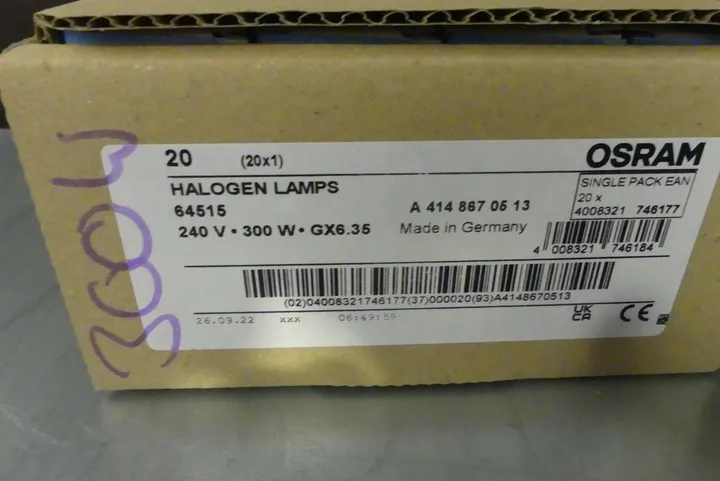 300W
20 (20x1)
OSRAM
HALOGEN LAMPS
64515
240 V • 300 W • GX6.35
A 414 867 05 13
Made in Germany
SINGLE PACK EAN
20 x
4008321 746177
4 008321 746184
(02)04008321746177(37)000020(93)A4148670513
26.09.22 xxx 06:49:59
UK
CA
CE